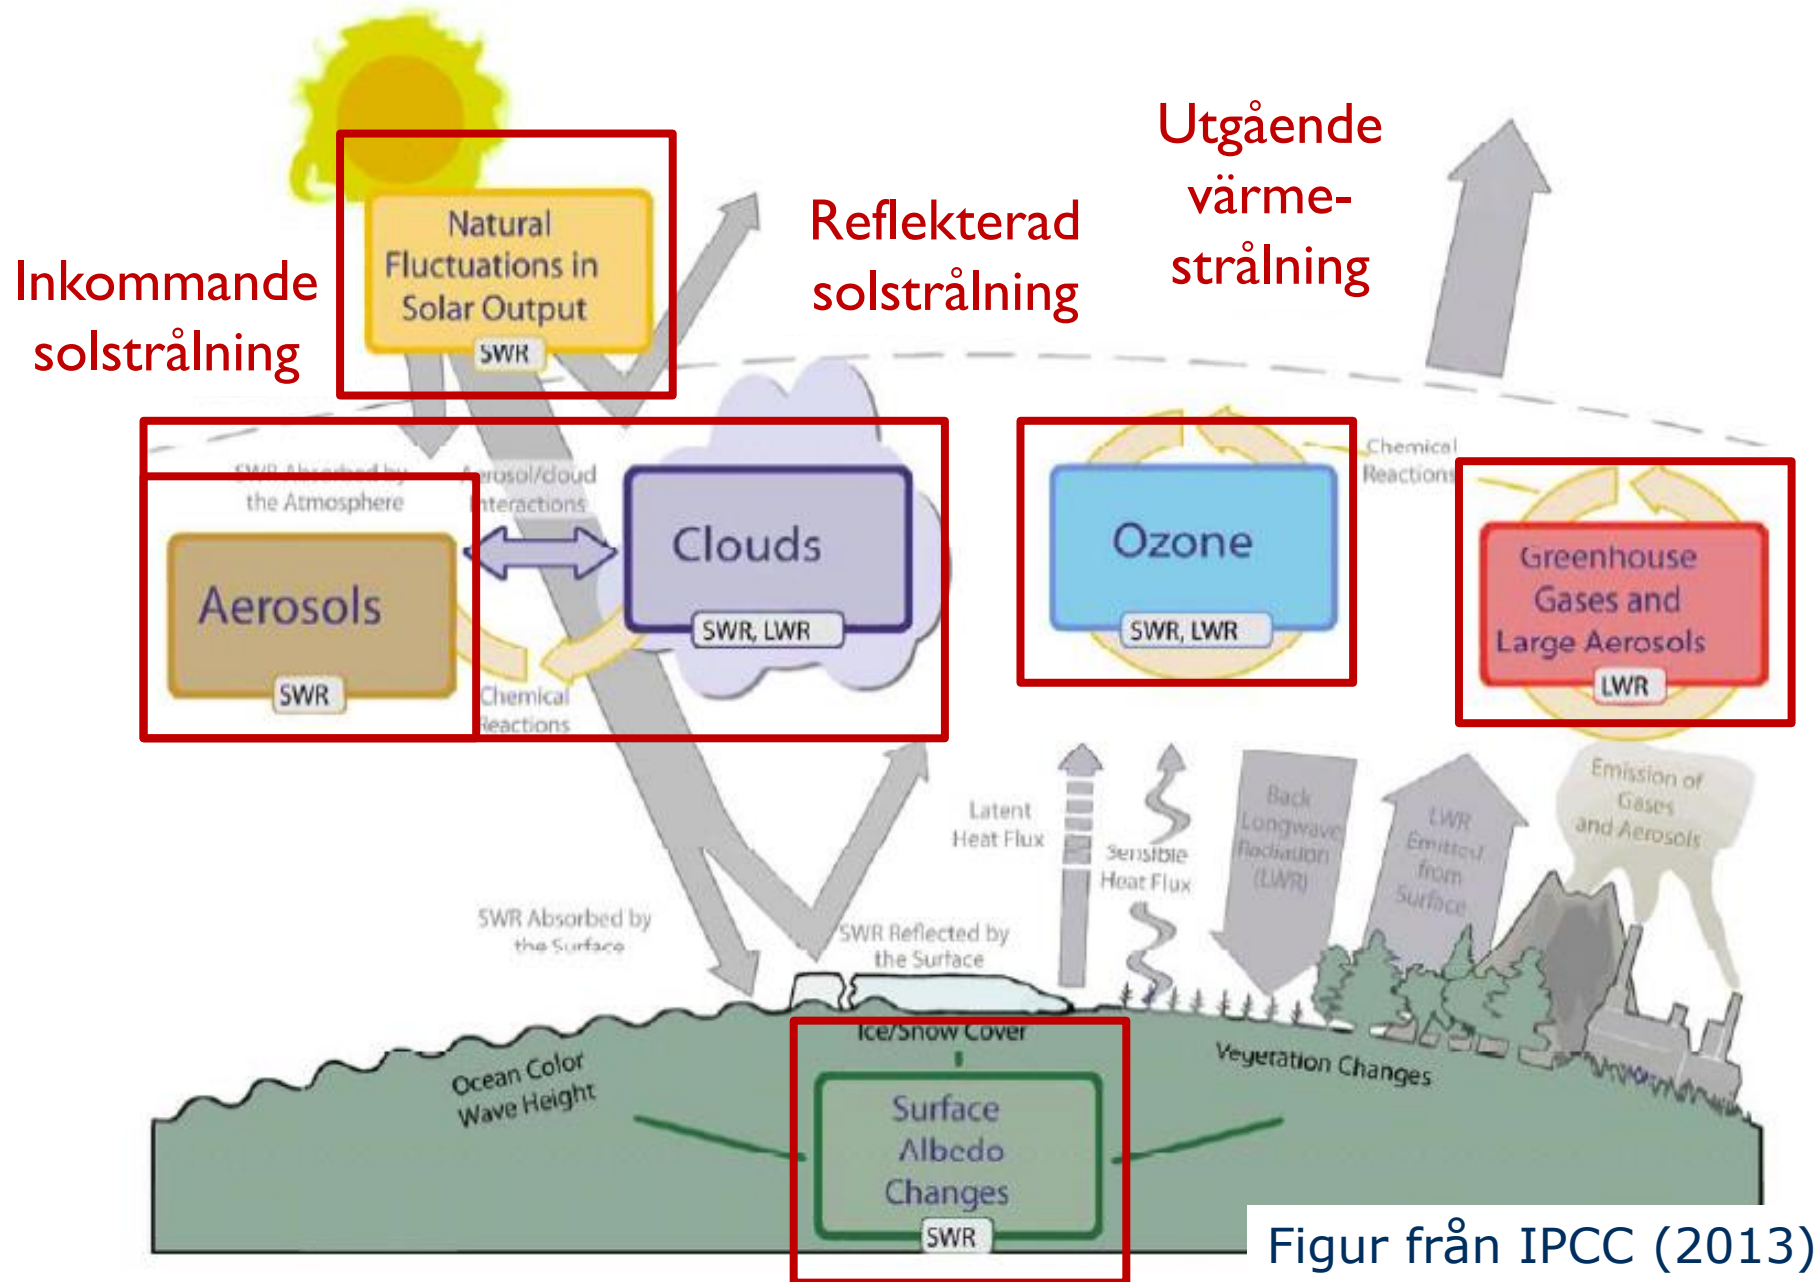 Utgående
värme-
strålning
Reflekterad
solstrålning
Inkommande
solstrålning
Natural
Fluctuations in
Solar Output
SWR
SWR Absorbed by
the Atmosphere
Aerosol/cloud
Interactions
Aerosols
SWR
Clouds
SWR, LWR
Chemical
Reactions
Ozone
SWR, LWR
Chemical
Reactions
Greenhouse
Gases and
Large Aerosols
LWR
Emission of
Gases
and Aerosols
Latent
Heat Flux
Sensible
Heat Flux
Back
Longwave
Radiation
(LWR)
LWR
Emitted
from
Surface
SWR Absorbed by
the Surface
SWR Reflected by
the Surface
Ice/Snow Cover
Ocean Color
Wave Height
Vegetation Changes
Surface
Albedo
Changes
SWR
Figur från IPCC (2013)